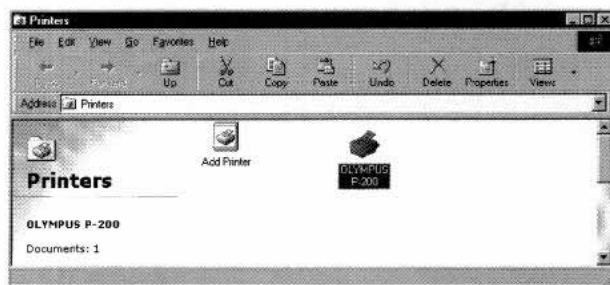 Printers
File Edit View Go Favorites Help
Up Cut Copy Paste Undo Delete Properties Views
Address Printers
Add Printer
OLYMPUS
P-200
Printers
OLYMPUS P-200
Documents: 1